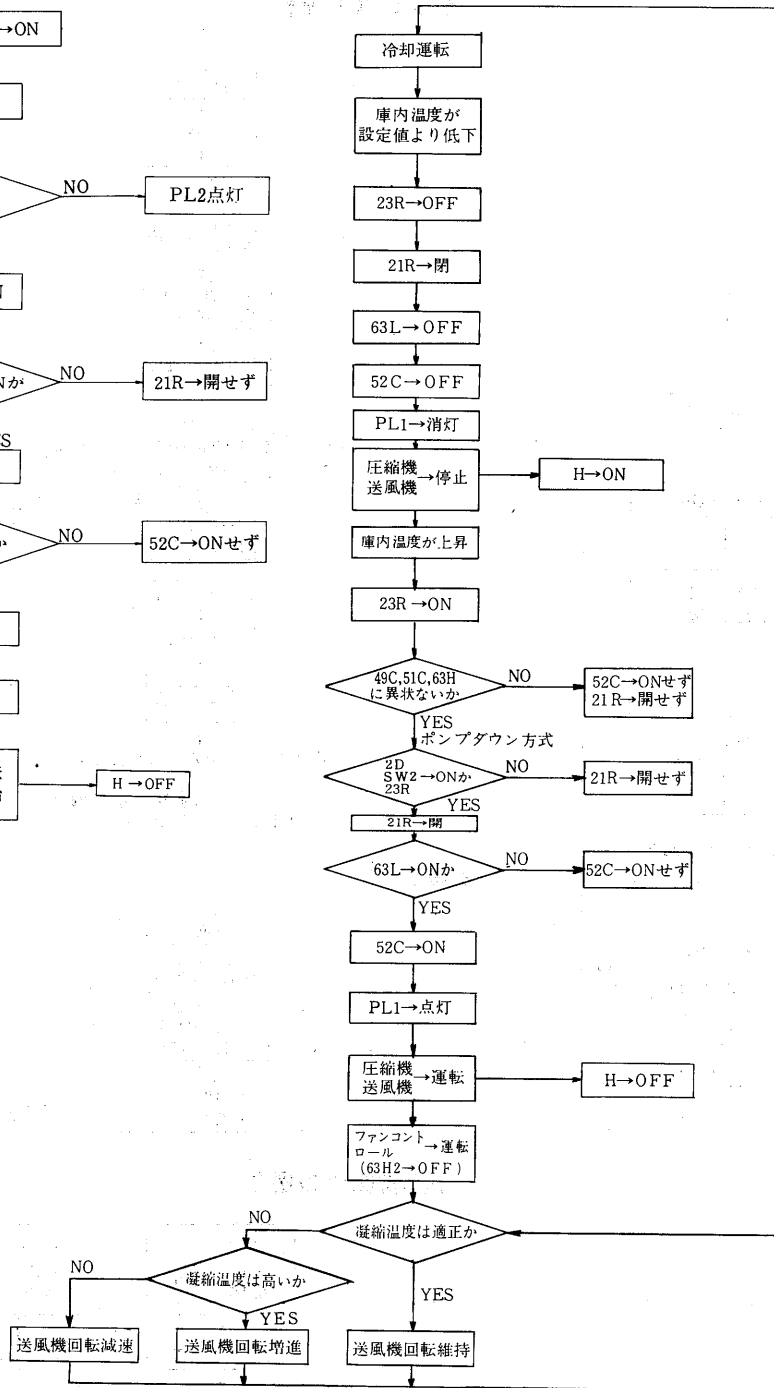 →ON
NO
PL2点灯
N
Nか
NO
21R→開せず
ES
か
NO
52C→ONせず
H→OFF
冷却運転
庫内温度が
設定値より低下
23R→OFF
21R→閉
63L→OFF
52C→OFF
PL1→消灯
圧縮機
送風機
→停止
H→ON
庫内温度が上昇
23R→ON
49C,51C,63H
に異状ないか
NO
52C→ONせず
21R→開せず
YES
ポンプダウン方式
2D
SW2→ONか
23R
NO
21R→開せず
YES
21R→開
63L→ONか
NO
52C→ONせず
YES
52C→ON
PL1→点灯
圧縮機
送風機
→運転
H→OFF
ファンコント
ロール
→運転
(63H2→OFF)
凝縮温度は適正か
NO
凝縮温度は高いか
NO
YES
YES
送風機回転減速
送風機回転増進
送風機回転維持